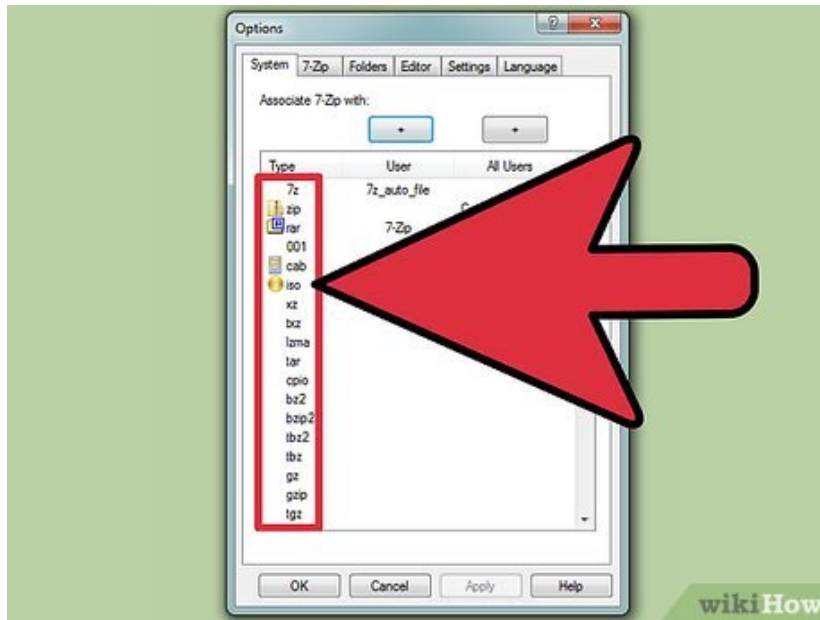 Options
System 7-Zip Folders Editor Settings Language
Associate 7-Zip with:
+ +
Type User All Users
7z 7z_auto_file
zip
rar 7-Zip
001
cab
iso
xz
txz
lzma
tar
cpio
bz2
bzip2
tbz2
tbz
gz
gzip
tgz
OK Cancel Apply Help
wikiHow